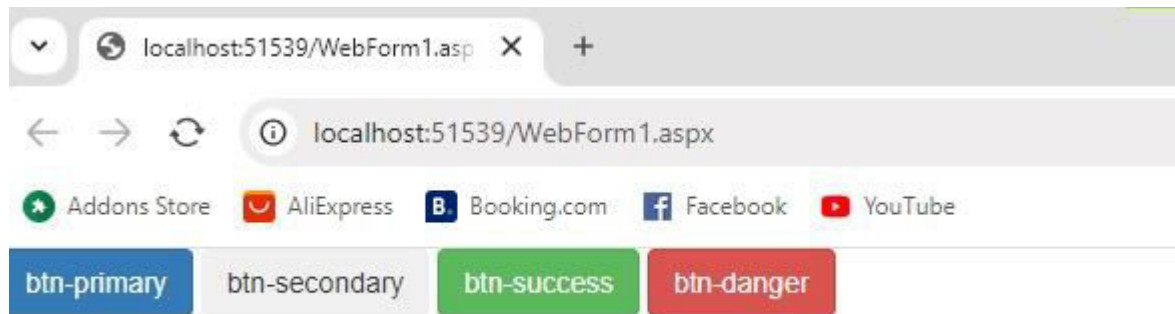 localhost:51539/WebForm1.asp
localhost:51539/WebForm1.aspx
Addons Store AliExpress B. Booking.com f Facebook YouTube
btn-primary btn-secondary btn-success btn-danger